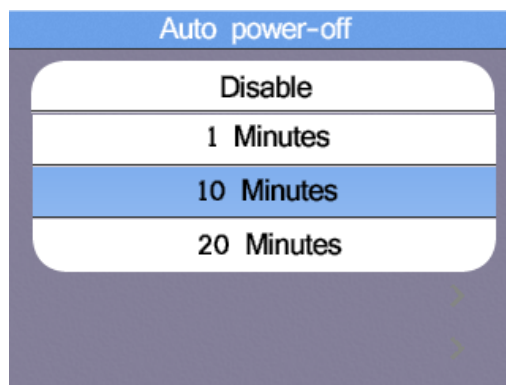 Auto power-off
Disable
1 Minutes
10 Minutes
20 Minutes